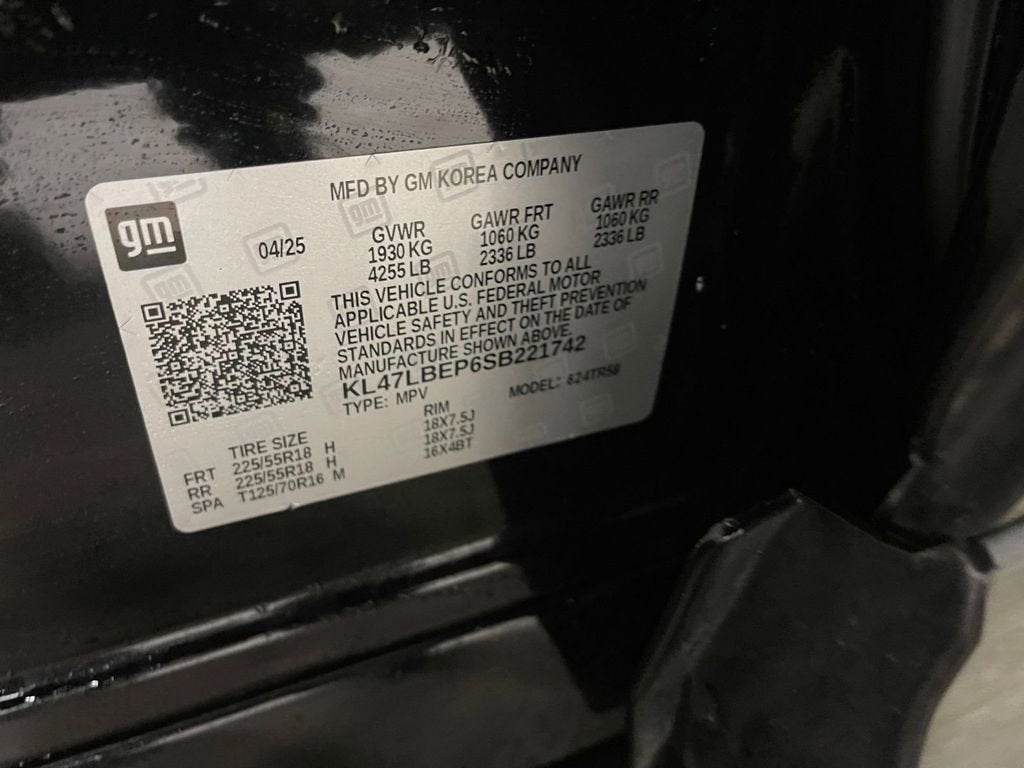 MFD BY GM KOREA COMPANY
gm
04/25
GVWR
1930 KG
4255 LB
GAWR FRT
1060 KG
2336 LB
GAWR RR
1060 KG
2336 LB
THIS VEHICLE CONFORMS TO ALL
APPLICABLE U.S. FEDERAL MOTOR
VEHICLE SAFETY AND THEFT PREVENTION
STANDARDS IN EFFECT ON THE DATE OF
MANUFACTURE SHOWN ABOVE.
KL47LBEP6SB221742
TYPE: MPV MODEL:
TIRE SIZE RIM
FRT 225/55R18 H 18X7.5J
RR 225/55R18 H 18X7.5J
SPA T125/70R16 M 16X4BT